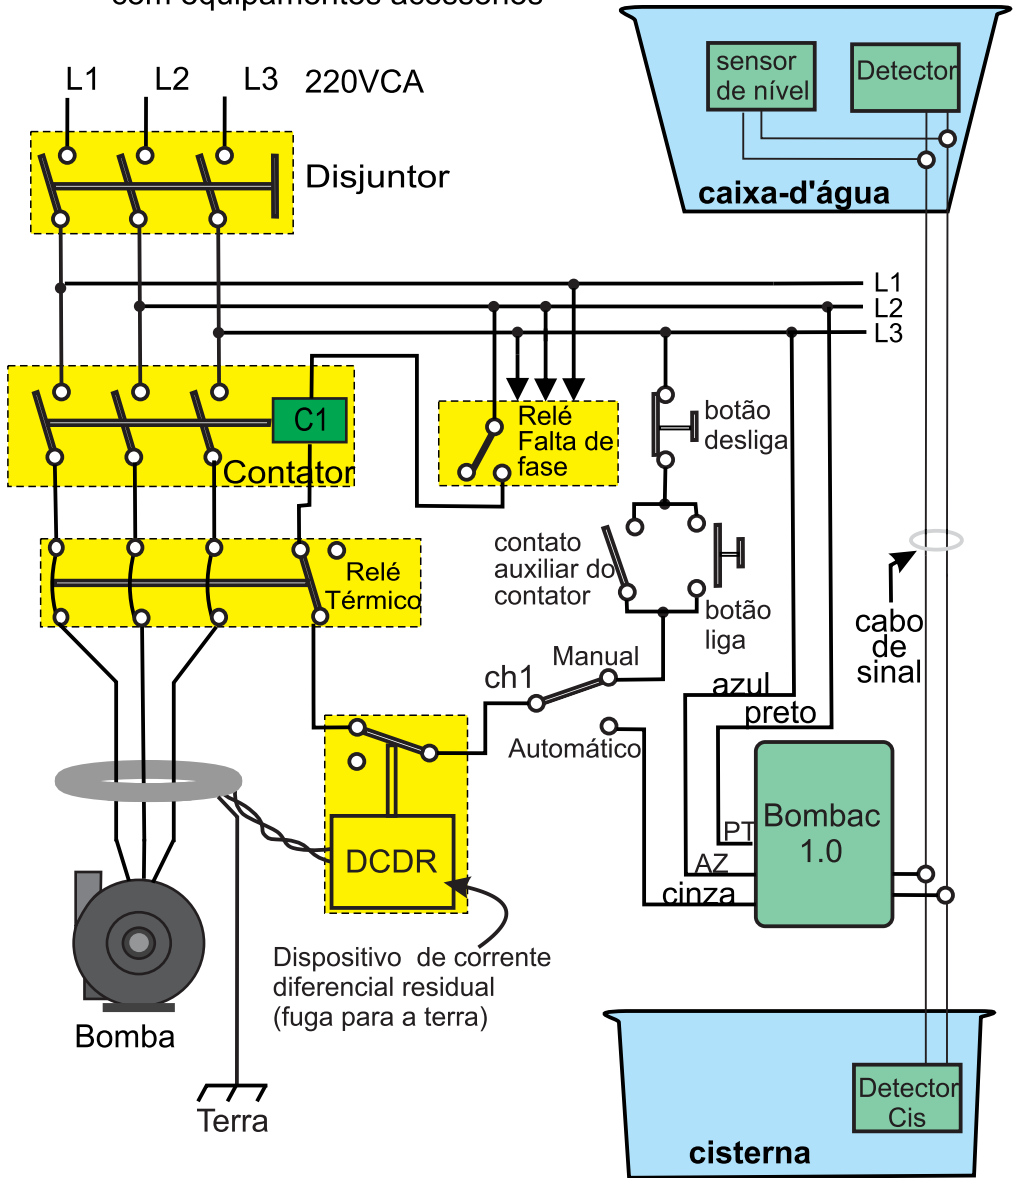 com equipamentos acessórios
L1 L2 L3 220VCA
Disjuntor
sensor
de nível
Detector
caixa-d'água
L1
L2
L3
C1
Contator
Relé
Falta de
fase
botão
desliga
contato
auxiliar do
contator
botão
liga
Relé
Térmico
cabo
de
sinal
Manual
ch1
Automático
azul
preto
Bombac
1.0
PT
AZ
cinza
DCDR
Dispositivo de corrente
diferencial residual
(fuga para a terra)
Bomba
Terra
Detector
Cis
cisterna